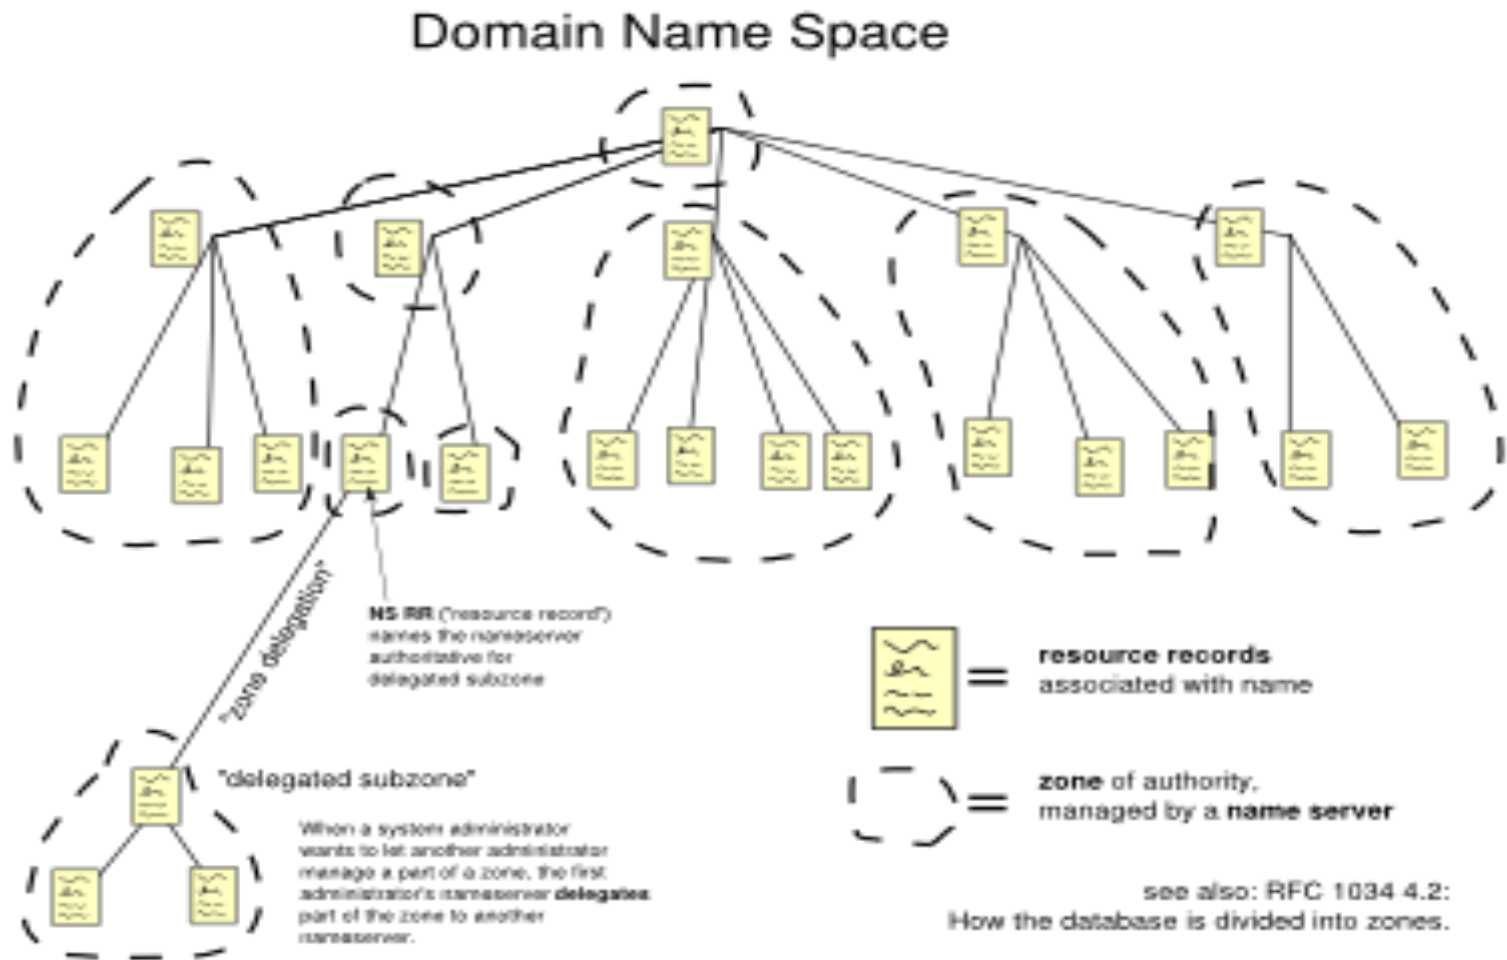 Domain Name Space
NS RR ("resource record")
names the nameserver
authoritative for
delegated subzone
"zone delegation"
resource records
associated with name
"delegated subzone"
When a system administrator
wants to let another administrator
manage a part of a zone, the first
administrator's nameserver delegates
part of the zone to another
nameserver.
zone of authority,
managed by a name server
see also: RFC 1034 4.2:
How the database is divided into zones.